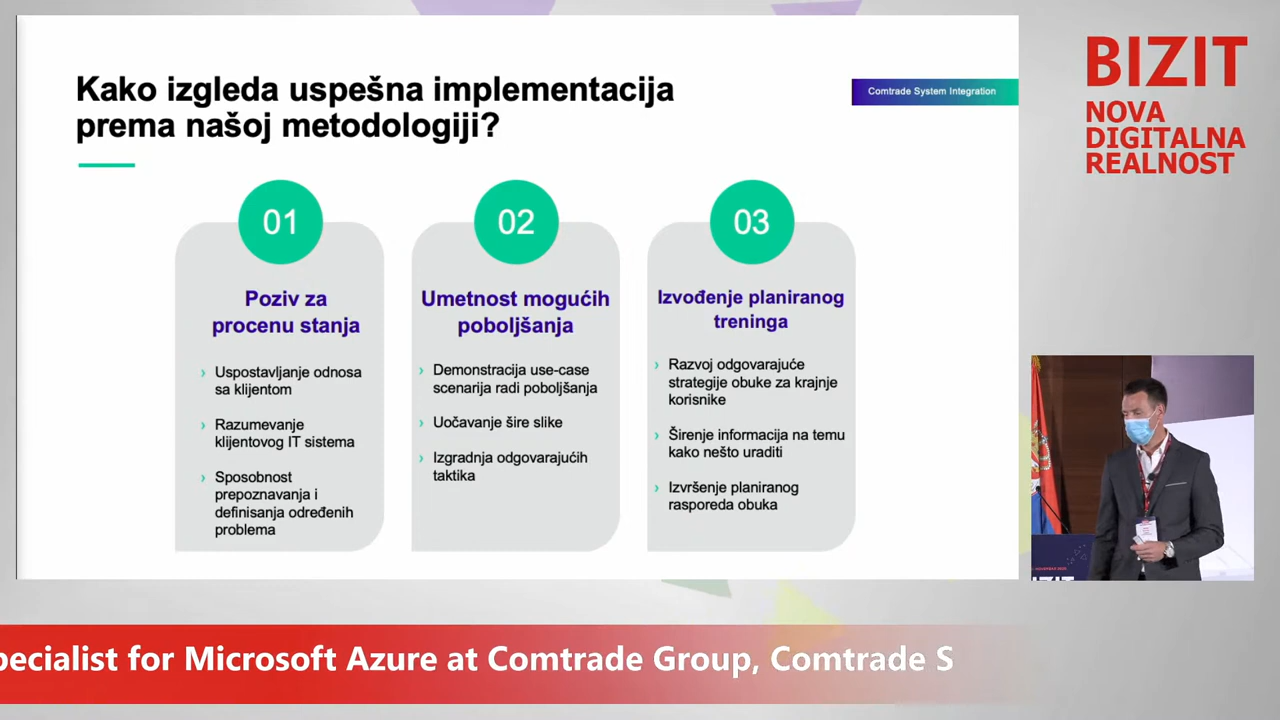 Kako izgleda uspešna implementacija
prema našoj metodologiji?
Comtrade System Integration
01
Poziv za
procenu stanja
› Uspostavljanje odnosa
sa klijentom
› Razumevanje
klijentovog IT sistema
› Sposobnost
prepoznavanja i
definisanja određenih
problema
02
Umetnost mogućih
poboljšanja
› Demonstracija use-case
scenarija radi poboljšanja
› Uočavanje šire slike
› Izgradnja odgovarajućih
taktika
03
Izvođenje planiranog
treninga
› Razvoj odgovarajuće
strategije obuke za krajnje
korisnike
› Širenje informacija na temu
kako nešto uraditi
› Izvršenje planiranog
rasporeda obuka
BIZIT
NOVA
DIGITALNA
REALNOST
BIZIT
pecialist for Microsoft Azure at Comtrade Group, Comtrade S